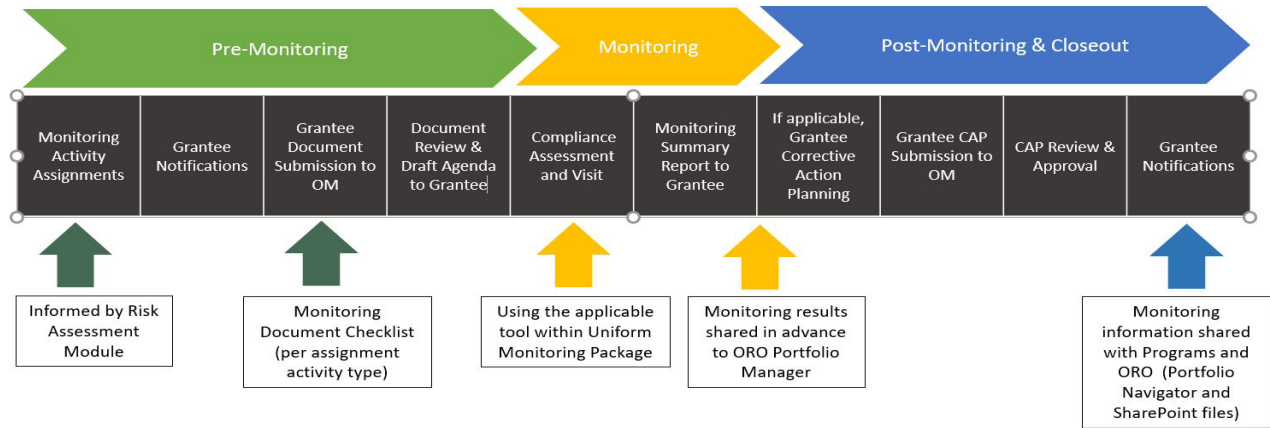 Pre-Monitoring
Monitoring
Post-Monitoring & Closeout
Monitoring
Activity
Assignments
Grantee
Notifications
Grantee
Document
Submission to
OM
Document
Review &
Draft Agenda
to Grantee
Compliance
Assessment
and Visit
Monitoring
Summary
Report to
Grantee
If applicable,
Grantee
Corrective
Action
Planning
Grantee CAP
Submission to
OM
CAP Review &
Approval
Grantee
Notifications
Informed by Risk
Assessment
Module
Monitoring
Document Checklist
(per assignment
activity type)
Using the applicable
tool within Uniform
Monitoring Package
Monitoring results
shared in advance
to ORO Portfolio
Manager
Monitoring
information shared
with Programs and
ORO (Portfolio
Navigator and
SharePoint files)